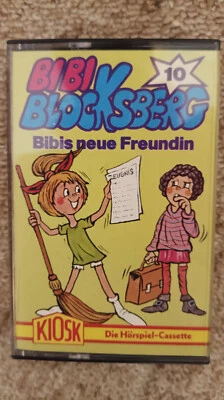 BIBI
BLOCKSBERG
10
Bibis neue Freundin
ZEUGNIS
KIOSK
Die Hörspiel-Cassette